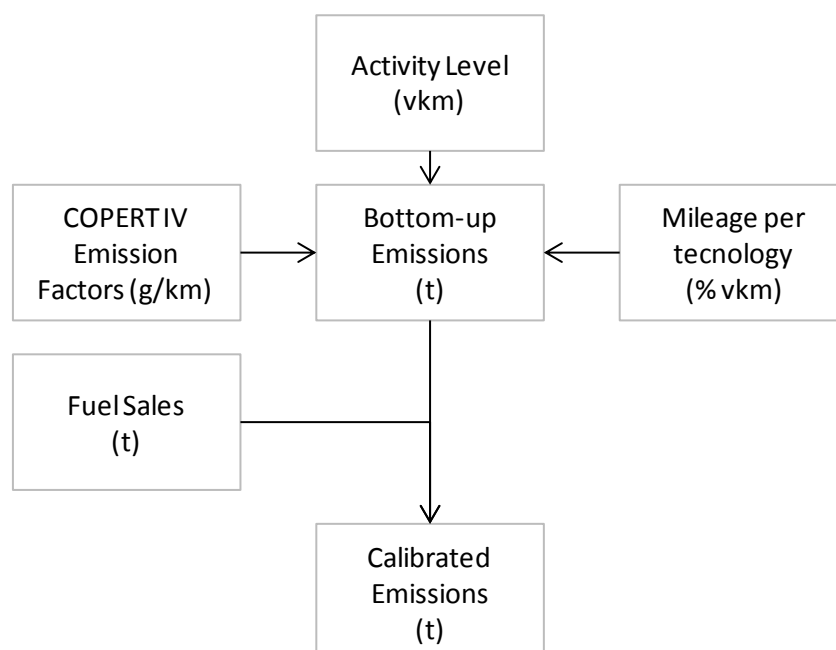 Activity Level
(vkm)
COPERT IV
Emission
Factors (g/km)
Bottom-up
Emissions
(t)
Mileage per
tecnology
(% vkm)
Fuel Sales
(t)
Calibrated
Emissions
(t)